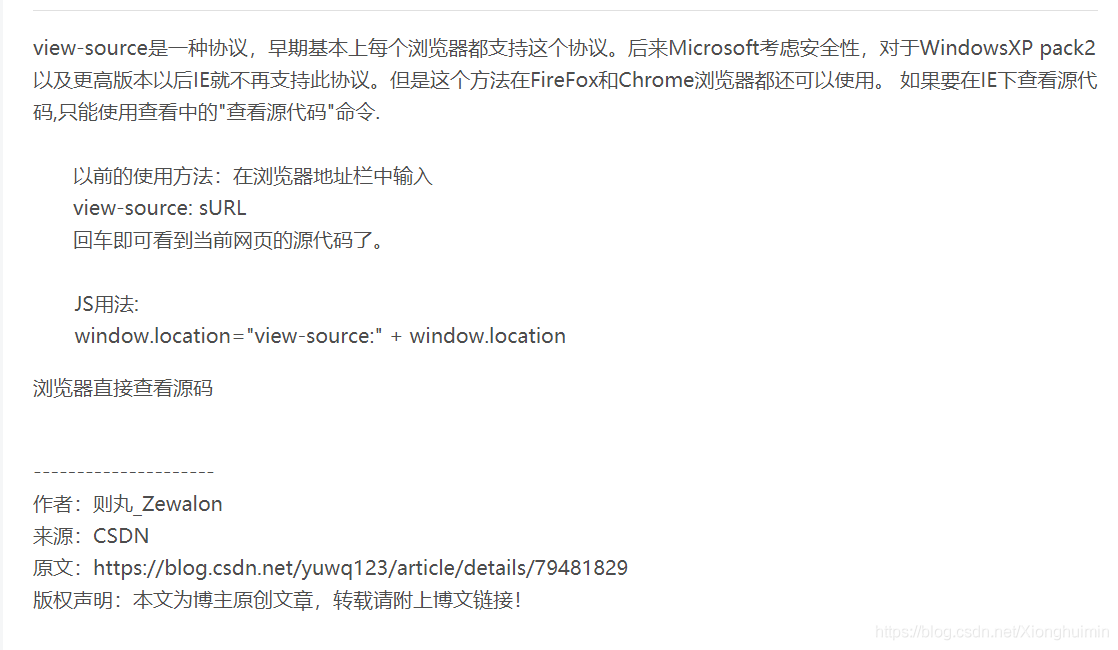 view-source是一种协议，早期基本上每个浏览器都支持这个协议。后来Microsoft考虑安全性，对于WindowsXP pack2
以及更高版本以后IE就不再支持此协议。但是这个方法在FireFox和Chrome浏览器都还可以使用。 如果要在IE下查看源代
码,只能使用查看中的"查看源代码"命令.
以前的使用方法：在浏览器地址栏中输入
view-source: sURL
回车即可看到当前网页的源代码了。
JS用法:
window.location="view-source:" + window.location
浏览器直接查看源码
---------------------
作者：则丸_Zewalon
来源：CSDN
原文：https://blog.csdn.net/yuwq123/article/details/79481829
版权声明：本文为博主原创文章，转载请附上博文链接！
https://blog.csdn.net/Xionghuimin